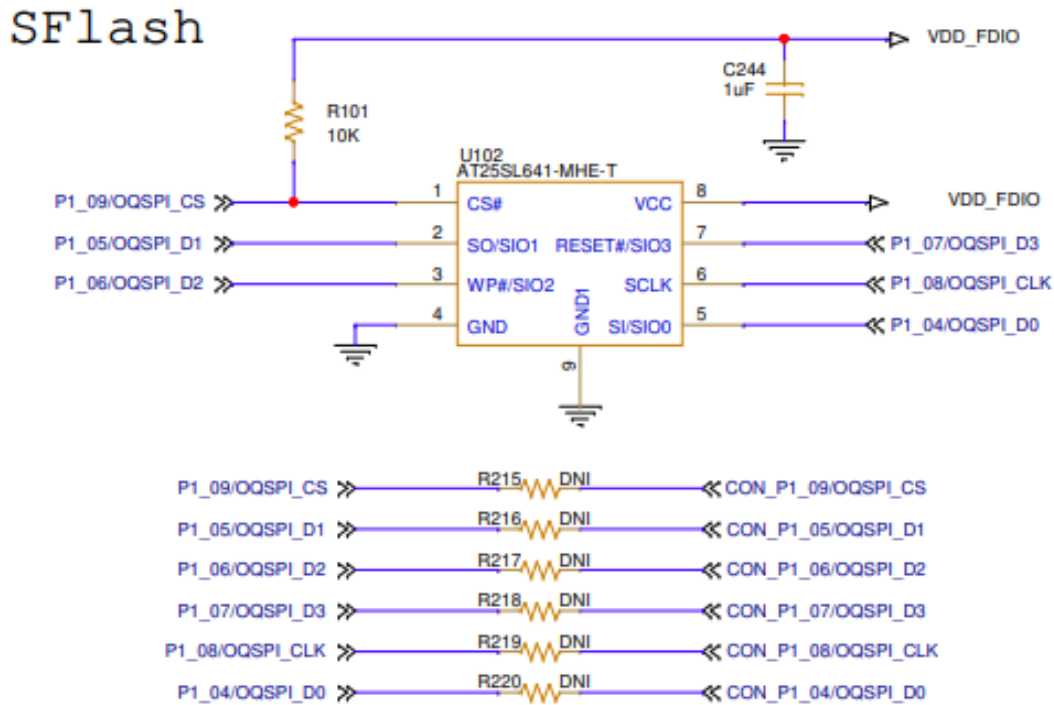 SFlash
VDD_FDIO
C244
1uF
R101
10K
U102
AT25SL641-MHE-T
P1_09/OQSPI_CS 1 CS# VCC 8 VDD_FDIO
P1_05/OQSPI_D1 2 SO/SIO1 RESET#/SIO3 7 P1_07/OQSPI_D3
P1_06/OQSPI_D2 3 WP#/SIO2 SCLK 6 P1_08/OQSPI_CLK
4 GND GND1 SI/SIO0 5 P1_04/OQSPI_D0
9
P1_09/OQSPI_CS R215 DNI CON_P1_09/OQSPI_CS
P1_05/OQSPI_D1 R216 DNI CON_P1_05/OQSPI_D1
P1_06/OQSPI_D2 R217 DNI CON_P1_06/OQSPI_D2
P1_07/OQSPI_D3 R218 DNI CON_P1_07/OQSPI_D3
P1_08/OQSPI_CLK R219 DNI CON_P1_08/OQSPI_CLK
P1_04/OQSPI_D0 R220 DNI CON_P1_04/OQSPI_D0